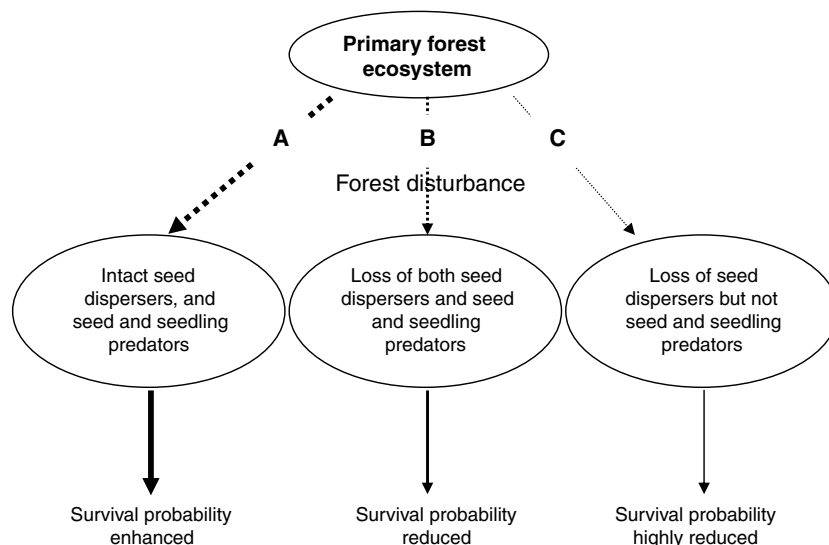 Primary forest
ecosystem
A
B
C
Forest disturbance
Intact seed
dispersers, and
seed and seedling
predators
Loss of both seed
dispersers and seed
and seedling
predators
Loss of seed
dispersers but not
seed and seedling
predators
Survival probability
enhanced
Survival probability
reduced
Survival probability
highly reduced